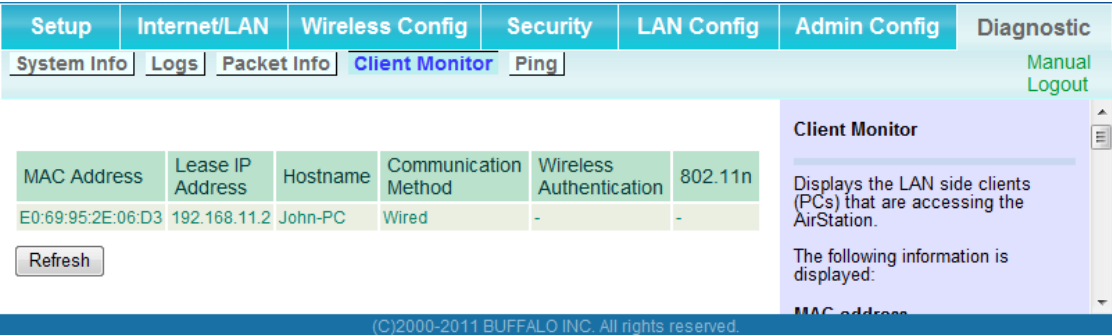 Setup Internet/LAN Wireless Config Security LAN Config Admin Config Diagnostic
System Info Logs Packet Info Client Monitor Ping
Manual
Logout
MAC Address Lease IP Address Hostname Communication Method Wireless Authentication 802.11n
E0:69:95:2E:06:D3 192.168.11.2 John-PC Wired - -
Refresh
Client Monitor
Displays the LAN side clients
(PCs) that are accessing the
AirStation.
The following information is
displayed:
MAC address
(C)2000-2011 BUFFALO INC. All rights reserved.